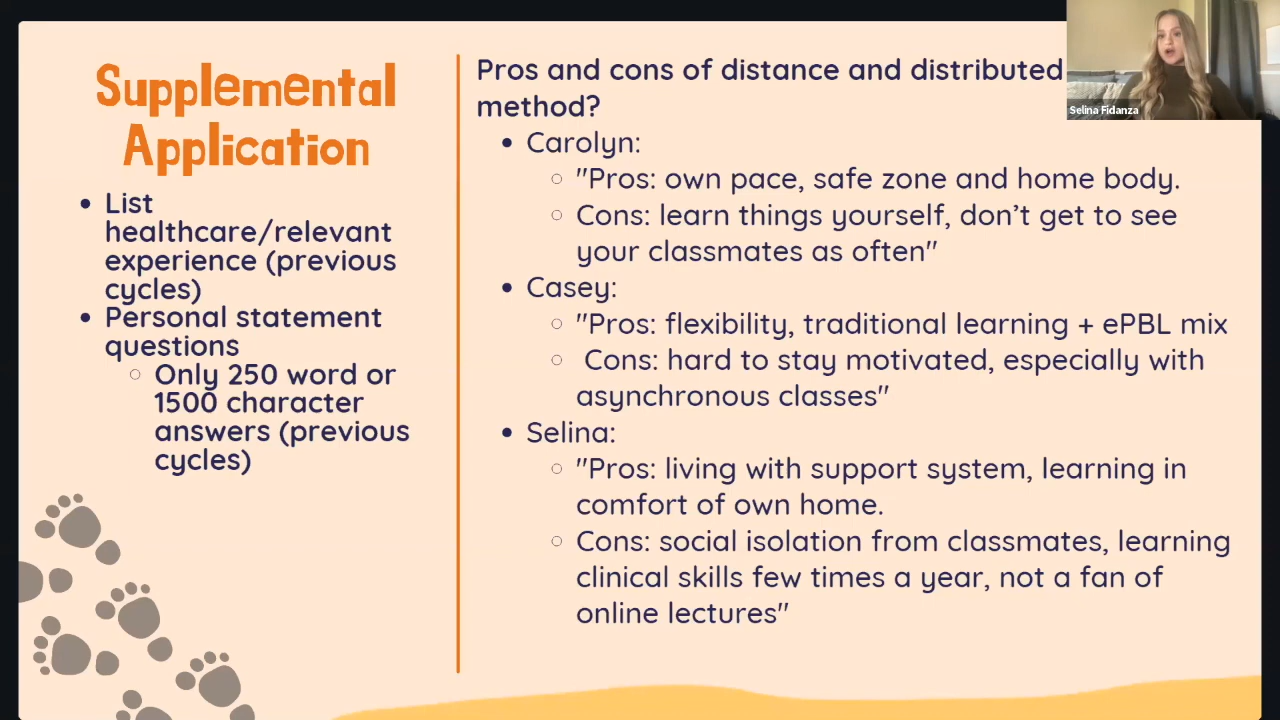 Supplemental
Application
• List
healthcare/relevant
experience (previous
cycles)
• Personal statement
questions
○ Only 250 word or
1500 character
answers (previous
cycles)
Pros and cons of distance and distributed
method?
• Carolyn:
○ "Pros: own pace, safe zone and home body.
○ Cons: learn things yourself, don’t get to see
your classmates as often"
• Casey:
○ "Pros: flexibility, traditional learning + ePBL mix
○ Cons: hard to stay motivated, especially with
asynchronous classes"
• Selina:
○ "Pros: living with support system, learning in
comfort of own home.
○ Cons: social isolation from classmates, learning
clinical skills few times a year, not a fan of
online lectures"
Selina Fidanza